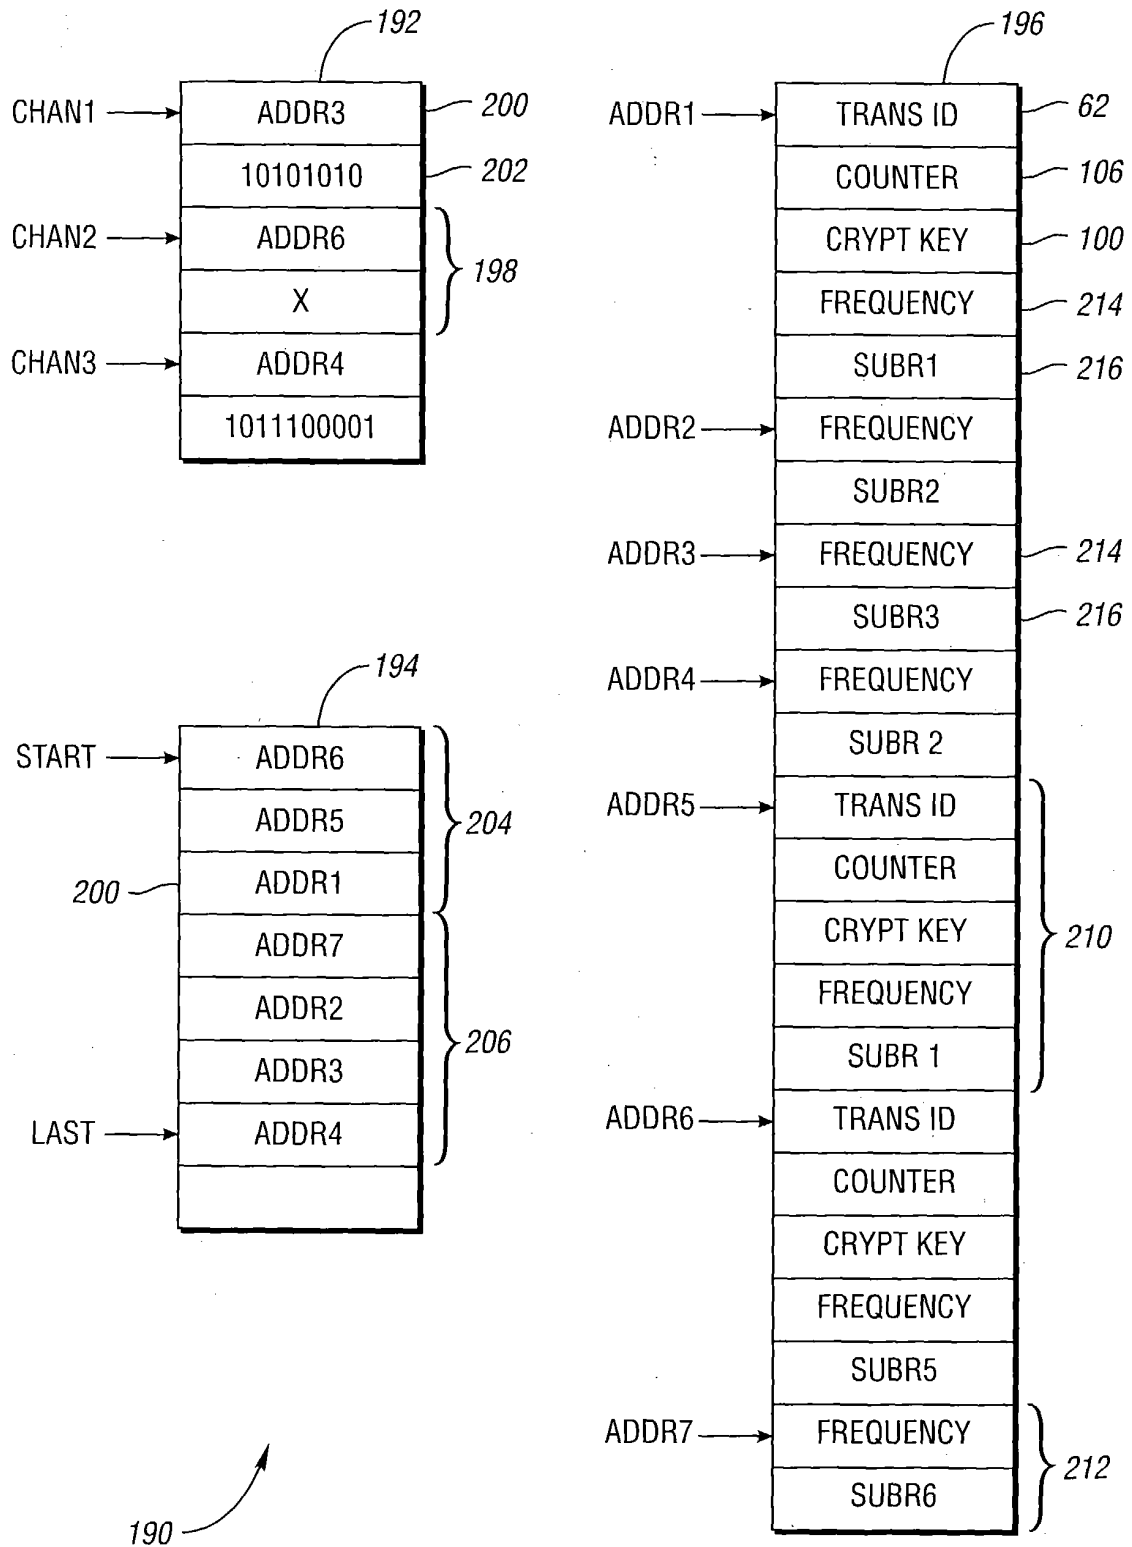 192
CHAN1
ADDR3
200
10101010
202
CHAN2
ADDR6
X
198
CHAN3
ADDR4
1011100001
194
START
ADDR6
ADDR5
204
200
ADDR1
ADDR7
ADDR2
206
ADDR3
LAST
ADDR4
190
196
ADDR1
TRANS ID
62
COUNTER
106
CRYPT KEY
100
FREQUENCY
214
SUBR1
216
ADDR2
FREQUENCY
SUBR2
ADDR3
FREQUENCY
214
SUBR3
216
ADDR4
FREQUENCY
SUBR 2
ADDR5
TRANS ID
COUNTER
CRYPT KEY
210
FREQUENCY
SUBR 1
ADDR6
TRANS ID
COUNTER
CRYPT KEY
FREQUENCY
SUBR5
ADDR7
FREQUENCY
212
SUBR6